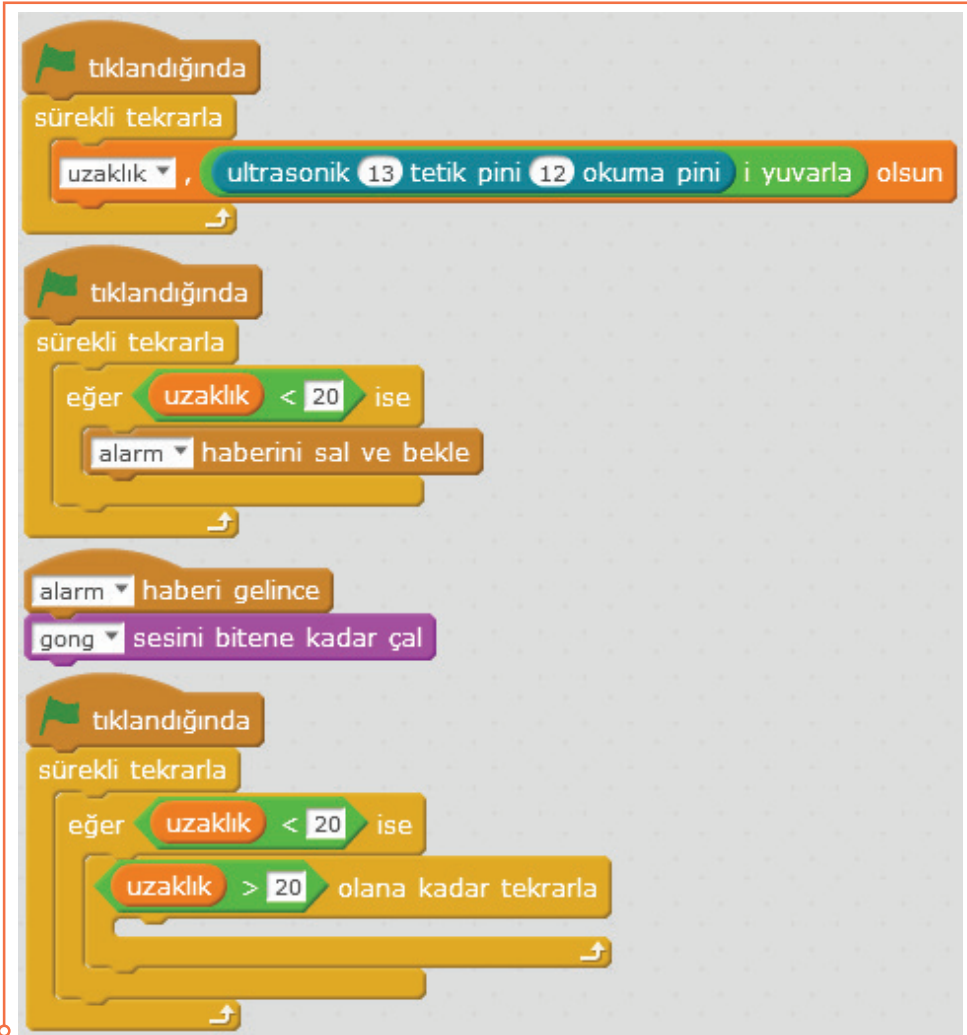 tıklandığında
sürekli tekrarla
uzaklık , ultrasonik 13 tetik pini 12 okuma pini i yuvarla olsun
tıklandığında
sürekli tekrarla
eğer uzaklık < 20 ise
alarm haberini sal ve bekle
alarm haberi gelince
gong sesini bitene kadar çal
tıklandığında
sürekli tekrarla
eğer uzaklık < 20 ise
uzaklık > 20 olana kadar tekrarla